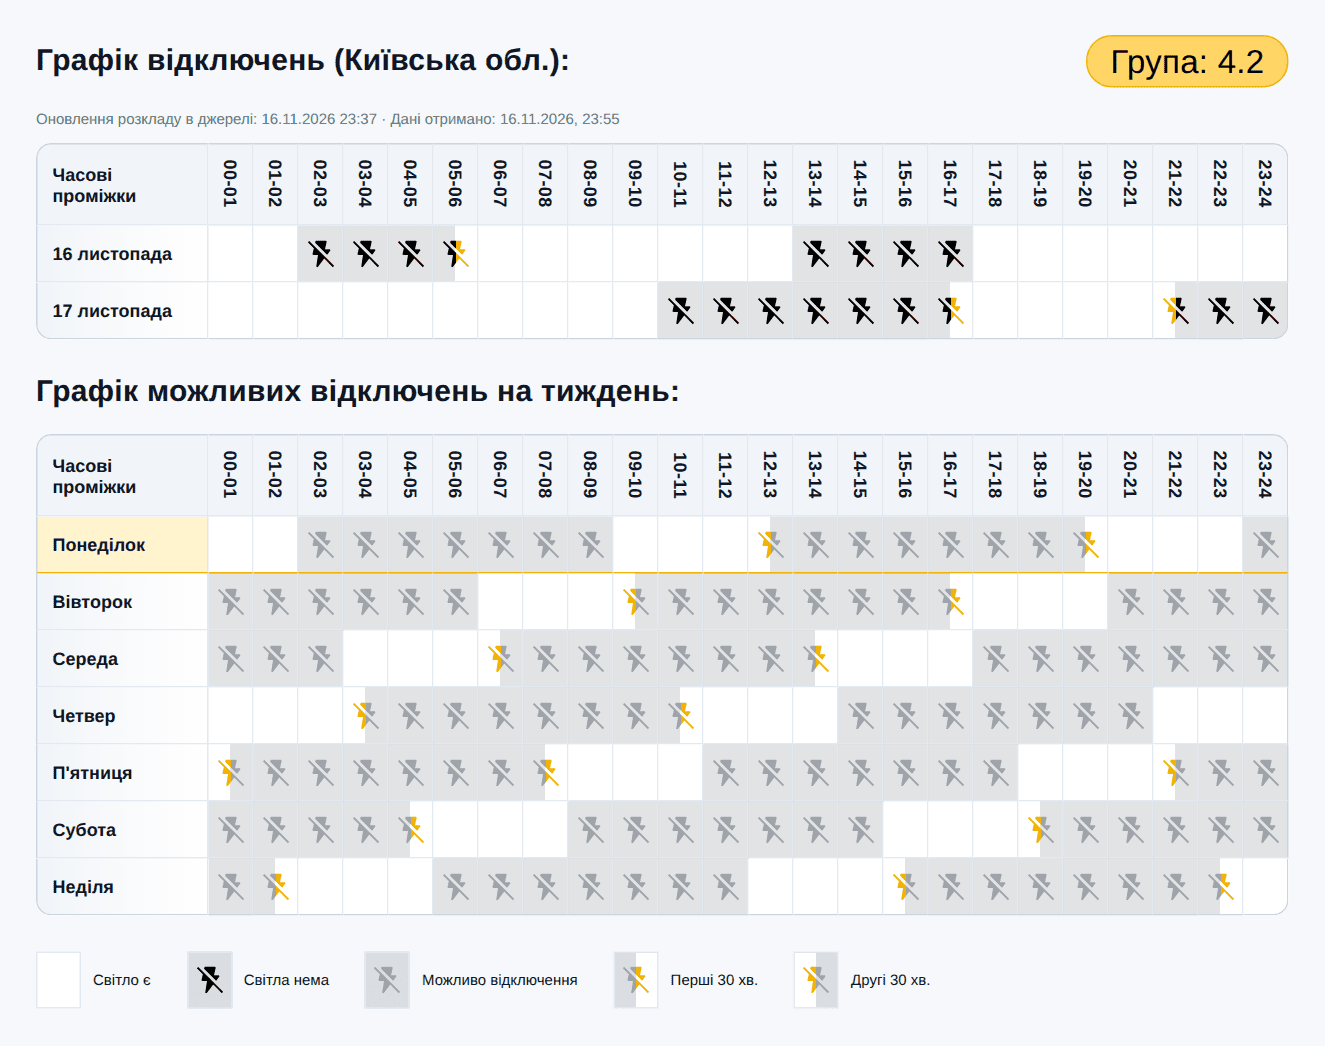 Графік відключень (Київська обл.):
Група: 4.2
Оновлення розкладу в джерелі: 16.11.2026 23:37 · Дані отримано: 16.11.2026, 23:55
Часові проміжки 00-01 01-02 02-03 03-04 04-05 05-06 06-07 07-08 08-09 09-10 10-11 11-12 12-13 13-14 14-15 15-16 16-17 17-18 18-19 19-20 20-21 21-22 22-23 23-24
16 листопада
17 листопада
Графік можливих відключень на тиждень:
Часові проміжки 00-01 01-02 02-03 03-04 04-05 05-06 06-07 07-08 08-09 09-10 10-11 11-12 12-13 13-14 14-15 15-16 16-17 17-18 18-19 19-20 20-21 21-22 22-23 23-24
Понеділок
Вівторок
Середа
Четвер
П'ятниця
Субота
Неділя
Світло є Світла нема Можливо відключення Перші 30 хв. Другі 30 хв.